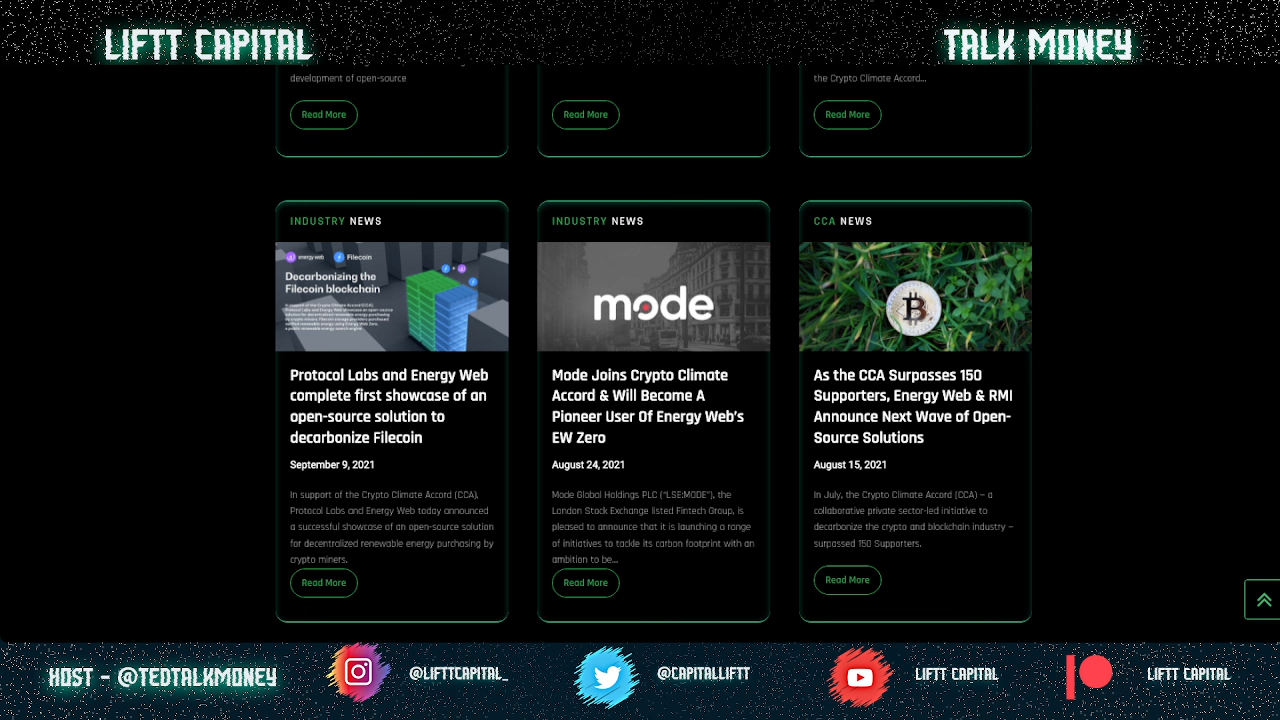 LIFTT CAPITAL
TALK MONEY
development of open-source
the Crypto Climate Accord...
Read More
Read More
Read More
INDUSTRY NEWS
energy web Filecoin
Decarbonizing the
Filecoin blockchain
Protocol Labs and Energy Web
complete first showcase of an
open-source solution to
decarbonize Filecoin
September 9, 2021
In support of the Crypto Climate Accord (CCA),
Protocol Labs and Energy Web today announced
a successful showcase of an open-source solution
for decentralized renewable energy purchasing by
crypto miners.
Read More
INDUSTRY NEWS
mode
Mode Joins Crypto Climate
Accord & Will Become A
Pioneer User Of Energy Web's
EW Zero
August 24, 2021
Mode Global Holdings PLC ("LSE:MODE"), the
London Stock Exchange listed Fintech Group, is
pleased to announce that it is launching a range
of initiatives to tackle its carbon footprint with an
ambition to be...
Read More
CCA NEWS
As the CCA Surpasses 150
Supporters, Energy Web & RMI
Announce Next Wave of Open-
Source Solutions
August 15, 2021
In July, the Crypto Climate Accord (CCA) – a
collaborative private sector-led initiative to
decarbonize the crypto and blockchain industry –
surpassed 150 Supporters.
Read More
HOST - @TEDTALKMONEY
@LIFTTCAPITAL_
@CAPITALLIFTT
LIFTT CAPITAL
LIFTT CAPITAL